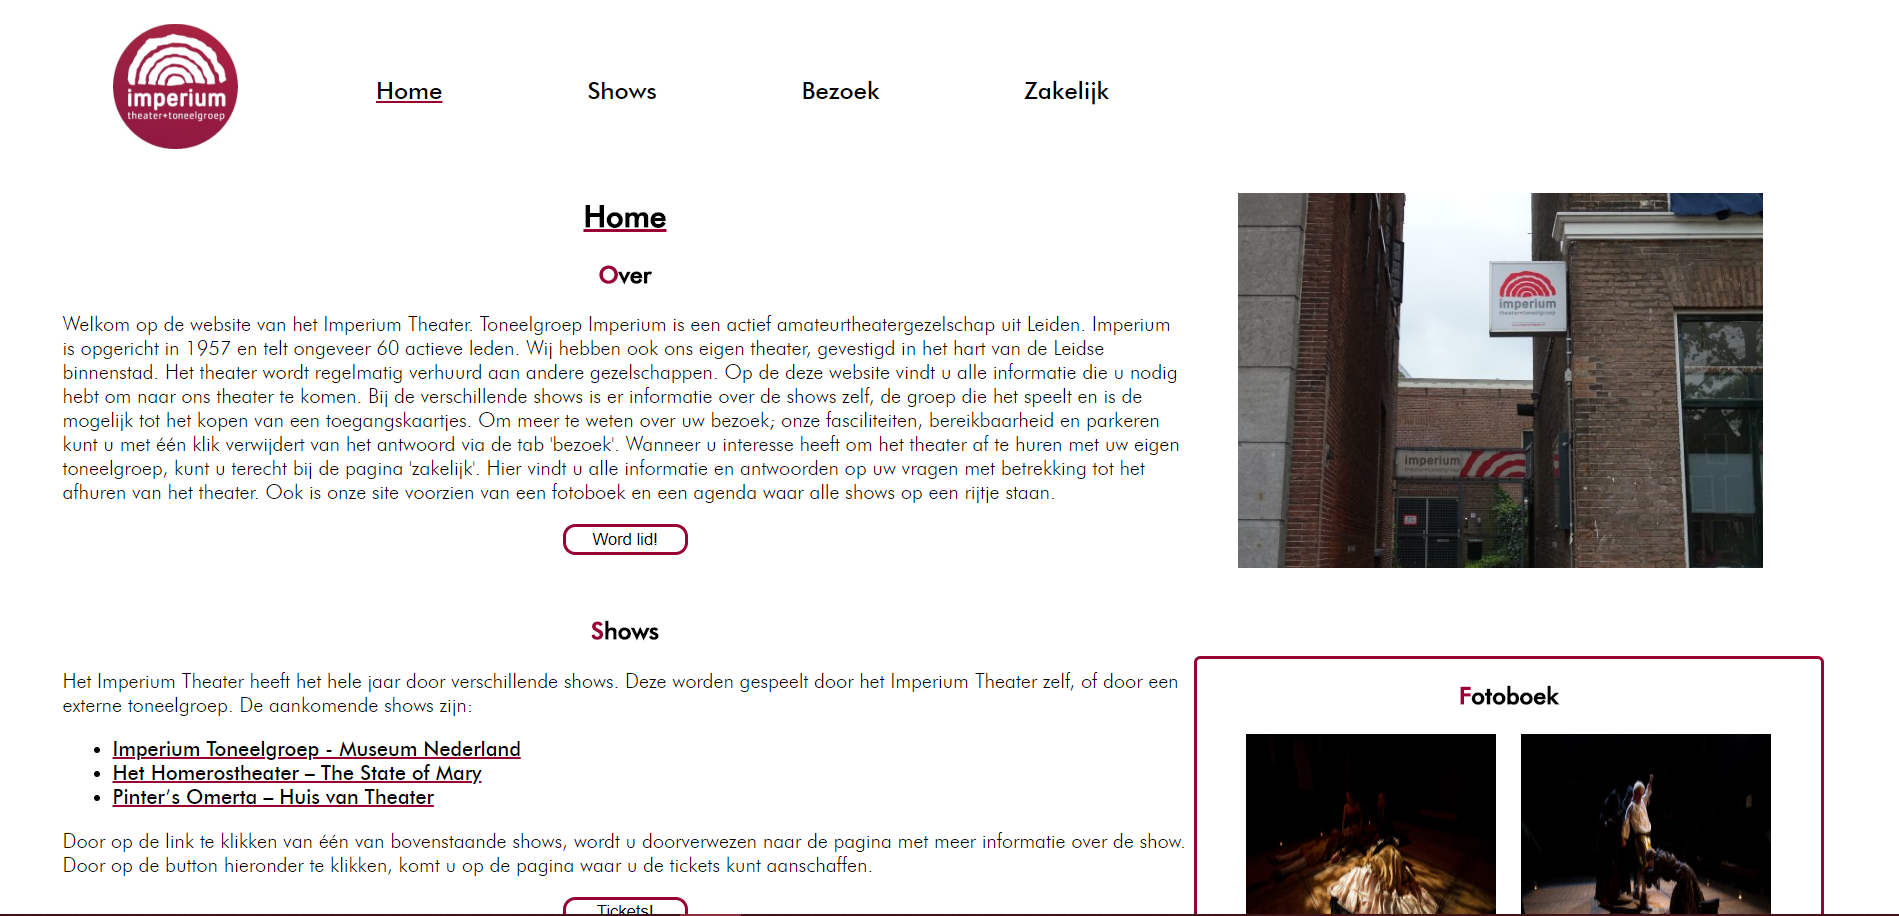 imperium
theater+toneelgroep
Home
Shows
Bezoek
Zakelijk
Home
Over
Welkom op de website van het Imperium Theater. Toneelgroep Imperium is een actief amateurtheatergezelschap uit Leiden. Imperium
is opgericht in 1957 en telt ongeveer 60 actieve leden. Wij hebben ook ons eigen theater, gevestigd in het hart van de Leidse
binnenstad. Het theater wordt regelmatig verhuurd aan andere gezelschappen. Op de deze website vindt u alle informatie die u nodig
hebt om naar ons theater te komen. Bij de verschillende shows is er informatie over de shows zelf, de groep die het speelt en is de
mogelijk tot het kopen van een toegangskaartjes. Om meer te weten over uw bezoek; onze fasciliteiten, bereikbaarheid en parkeren
kunt u met één klik verwijdert van het antwoord via de tab 'bezoek'. Wanneer u interesse heeft om het theater af te huren met uw eigen
toneelgroep, kunt u terecht bij de pagina 'zakelijk'. Hier vindt u alle informatie en antwoorden op uw vragen met betrekking tot het
afhuren van het theater. Ook is onze site voorzien van een fotoboek en een agenda waar alle shows op een rijtje staan.
Word lid!
imperium
theater+toneelgroep
imperium
Shows
Het Imperium Theater heeft het hele jaar door verschillende shows. Deze worden gespeelt door het Imperium Theater zelf, of door een
externe toneelgroep. De aankomende shows zijn:
• Imperium Toneelgroep - Museum Nederland
• Het Homerostheater – The State of Mary
• Pinter's Omerta – Huis van Theater
Door op de link te klikken van één van bovenstaande shows, wordt u doorverwezen naar de pagina met meer informatie over de show.
Door op de button hieronder te klikken, komt u op de pagina waar u de tickets kunt aanschaffen.
Tickets!
Fotoboek